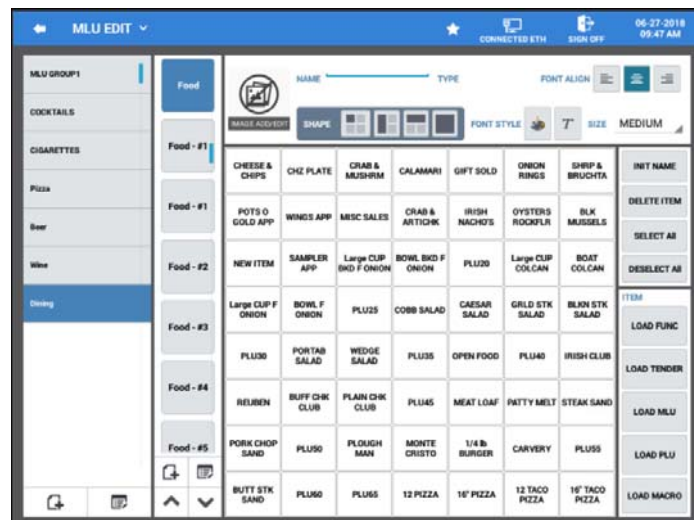 MLU EDIT
CONNECTED ETH
SIGN OFF
06-27-2018
09:47 AM
MLU GROUP1
COCKTAILS
CIGARETTES
Pizza
Beer
Wine
Dining
Food
Food - #1
Food - #1
Food - #2
Food - #3
Food - #4
Food - #5
IMAGE ADD/EDIT
NAME
TYPE
FONT ALIGN
SHAPE
FONT STYLE
T
SIZE
MEDIUM
CHEESE &
CHIPS
CHZ PLATE
CRAB &
MUSHRM
CALAMARI
GIFT SOLD
ONION
RINGS
SHRP &
BRUCHTA
POTS O
GOLD APP
WINGS APP
MISC SALES
CRAB &
ARTICHK
IRISH
NACHO'S
OYSTERS
ROCKFLR
BLK
MUSSELS
NEW ITEM
SAMPLER
APP
Large CUP
BKD F ONION
BOWL BKD F
ONION
PLU20
Large CUP
COLCAN
BOAT
COLCAN
Large CUP F
ONION
BOWL F
ONION
PLU25
COBB SALAD
CAESAR
SALAD
GRLD STK
SALAD
BLKN STK
SALAD
PLU30
PORTAB
SALAD
WEDGE
SALAD
PLU35
OPEN FOOD
PLU40
IRISH CLUB
REUBEN
BUFF CHK
CLUB
PLAIN CHK
CLUB
PLU45
MEAT LOAF
PATTY MELT
STEAK SAND
PORK CHOP
SAND
PLU50
PLOUGH
MAN
MONTE
CRISTO
1/4 lb
BURGER
CARVERY
PLU55
BUTT STK
SAND
PLU60
PLU65
12 PIZZA
16" PIZZA
12 TACO
PIZZA
16" TACO
PIZZA
INIT NAME
DELETE ITEM
SELECT All
DESELECT All
ITEM
LOAD FUNC
LOAD TENDER
LOAD MLU
LOAD PLU
LOAD MACRO